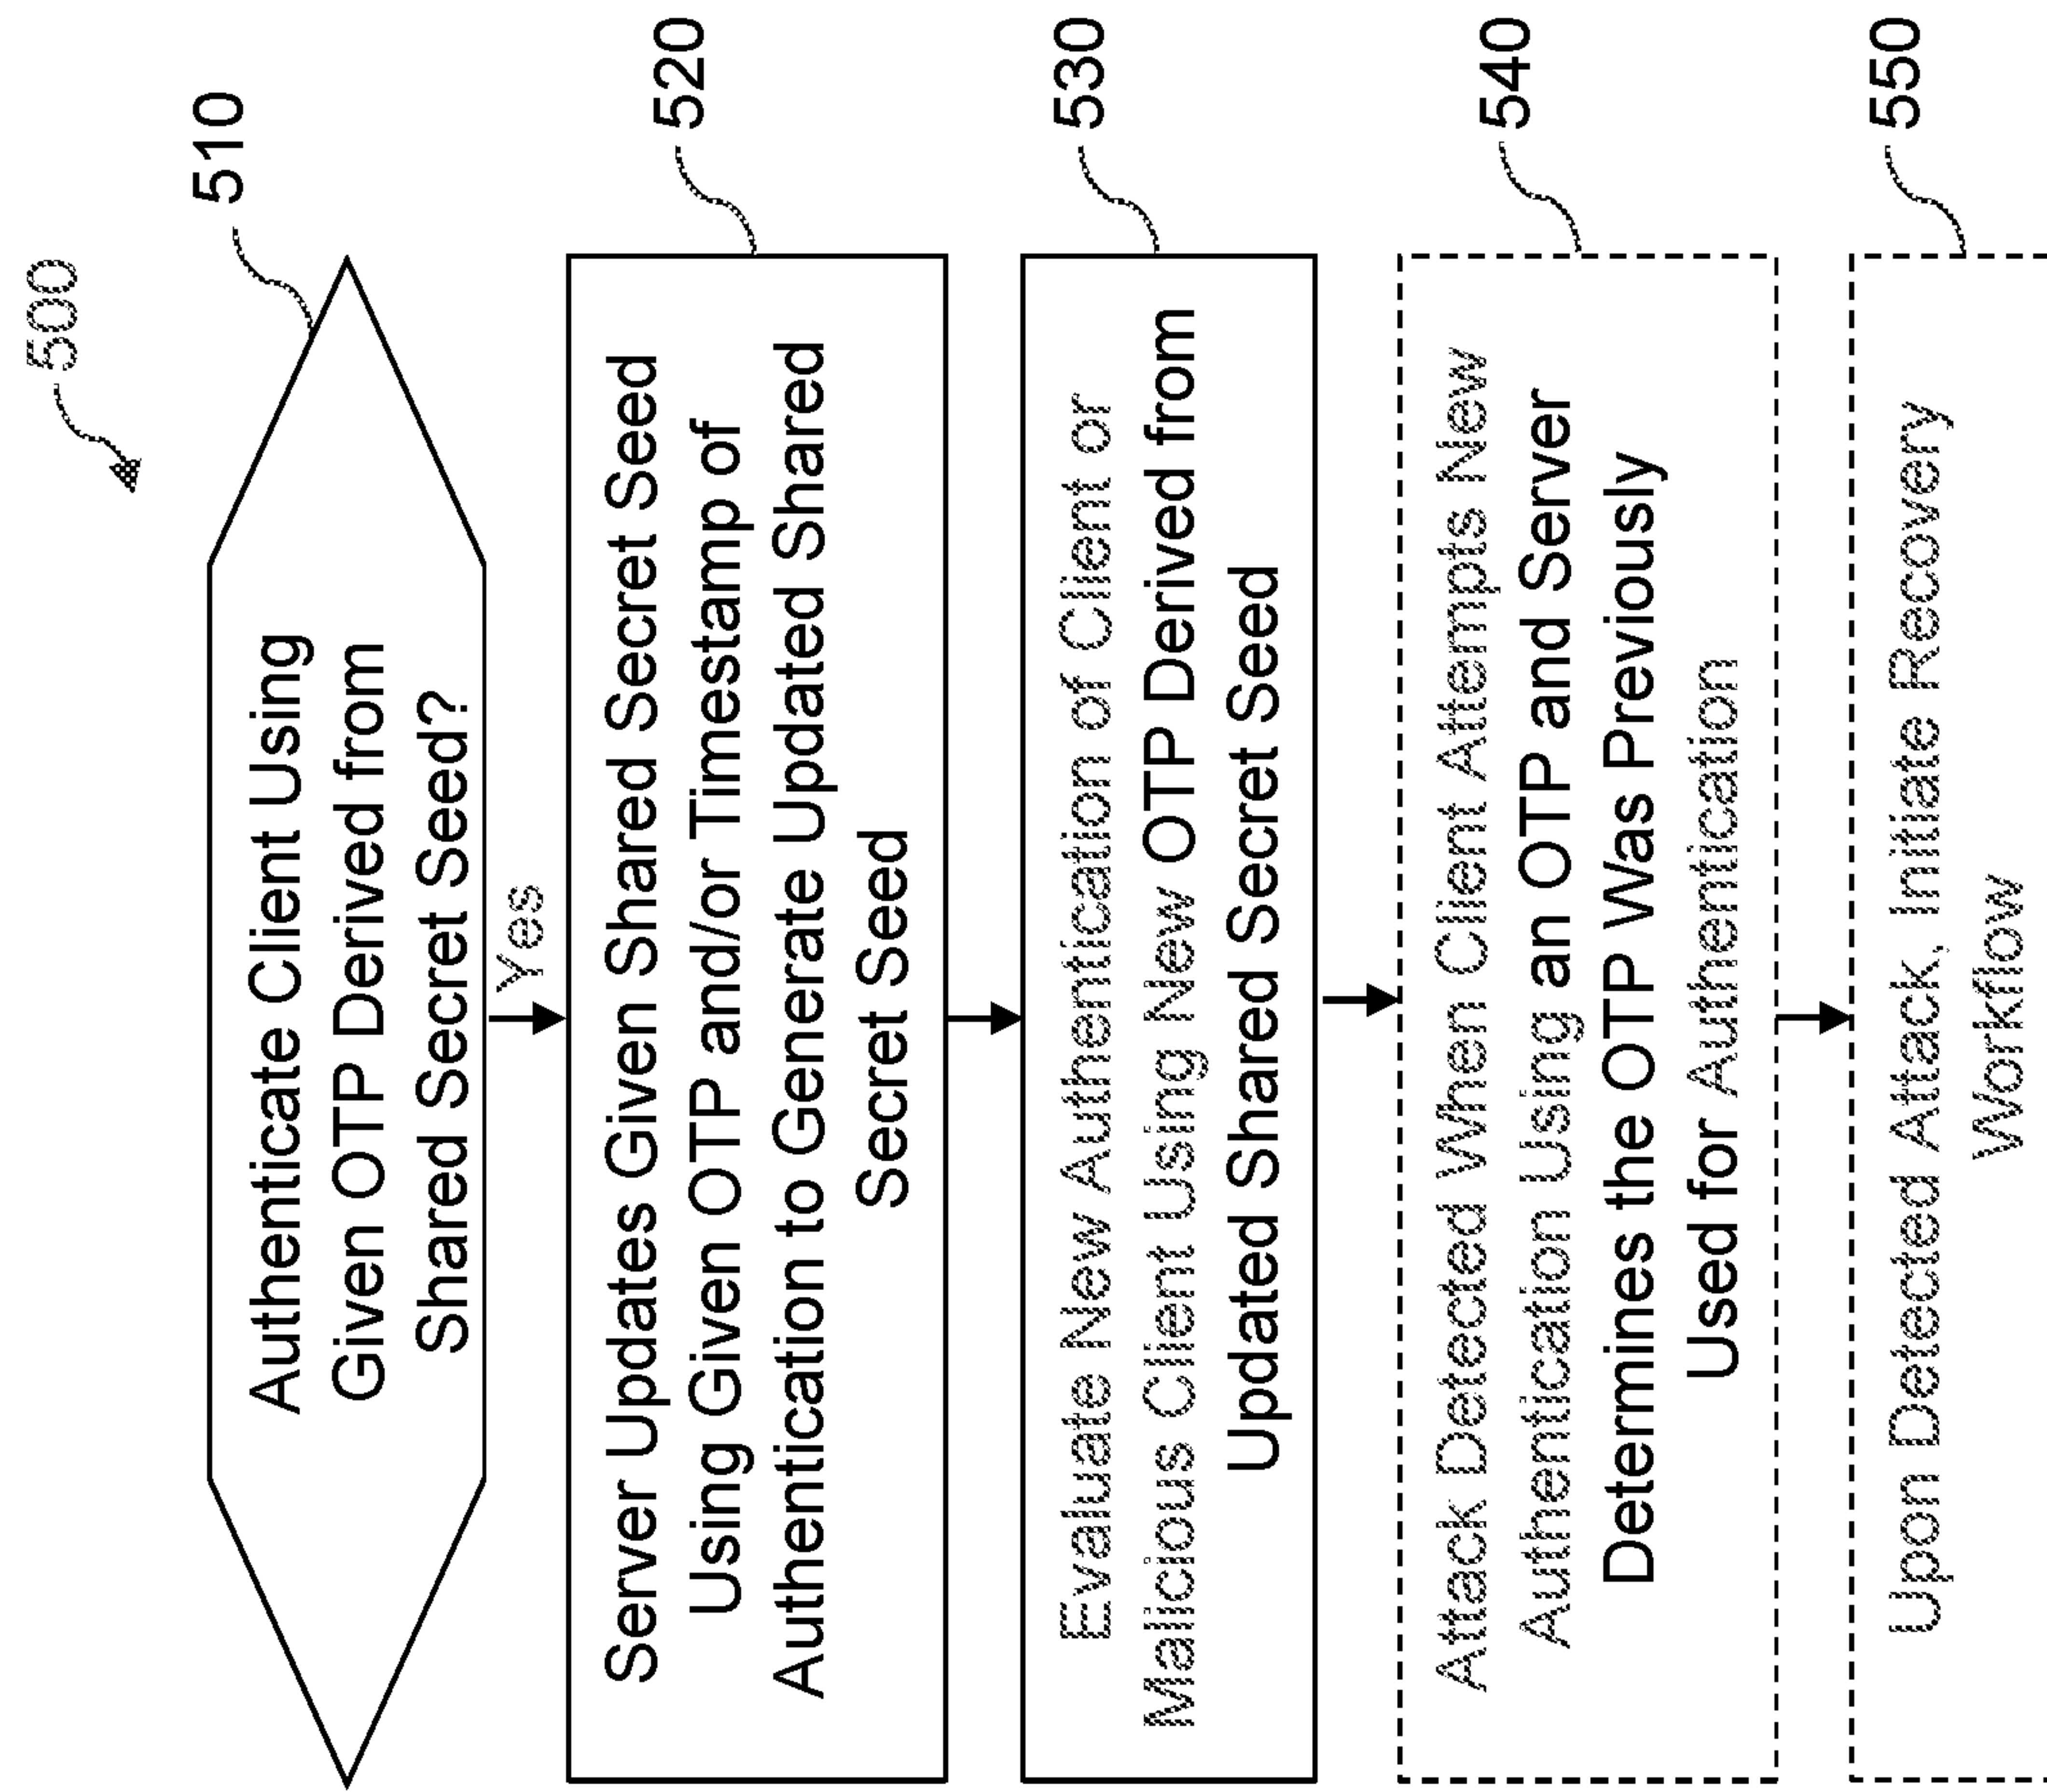 500
510
Authenticate Client Using
Given OTP Derived from
Shared Secret Seed?
Yes
520
Server Updates Given Shared Secret Seed
Using Given OTP and/or Timestamp of
Authentication to Generate Updated Shared
Secret Seed
530
Evaluate New Authentication of Client or
Malicious Client Using New OTP Derived from
Updated Shared Secret Seed
540
Attack Detected When Client Attempts New
Authentication Using an OTP and Server
Determines the OTP Was Previously
Used for Authentication
550
Upon Detected Attack, Initiate Recovery
Workflow